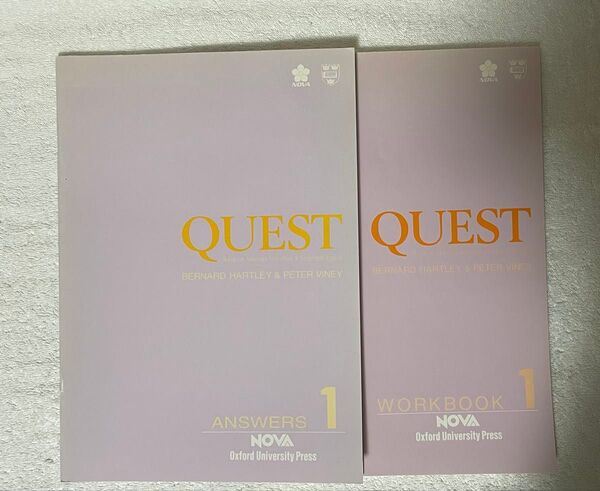 NOVA
QUEST
BERNARD HARTLEY & PETER VINEY
ANSWERS 1
NOVA
Oxford University Press
NOVA
QUEST
BERNARD HARTLEY & PETER VINEY
WORKBOOK 1
NOVA
Oxford University Press